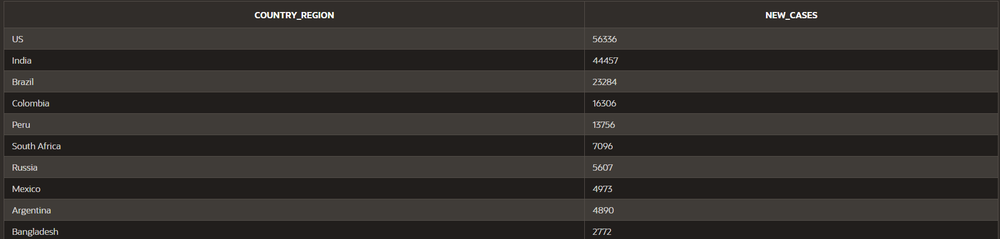 COUNTRY_REGION NEW_CASES
US 56336
India 44457
Brazil 23284
Colombia 16306
Peru 13756
South Africa 7096
Russia 5607
Mexico 4973
Argentina 4890
Bangladesh 2772